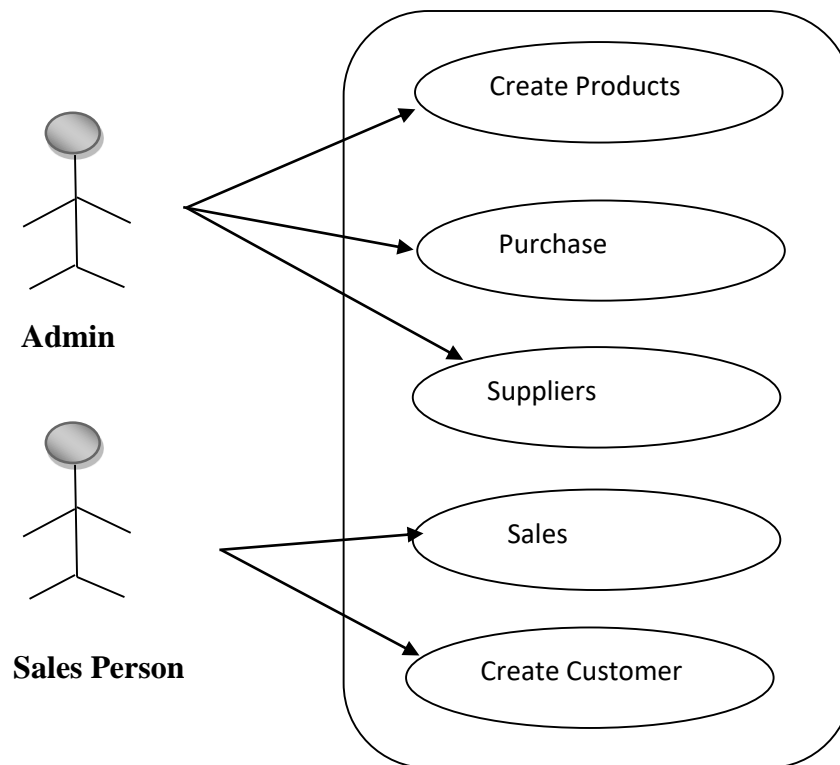 Create Products
Purchase
Admin
Suppliers
Sales
Sales Person
Create Customer